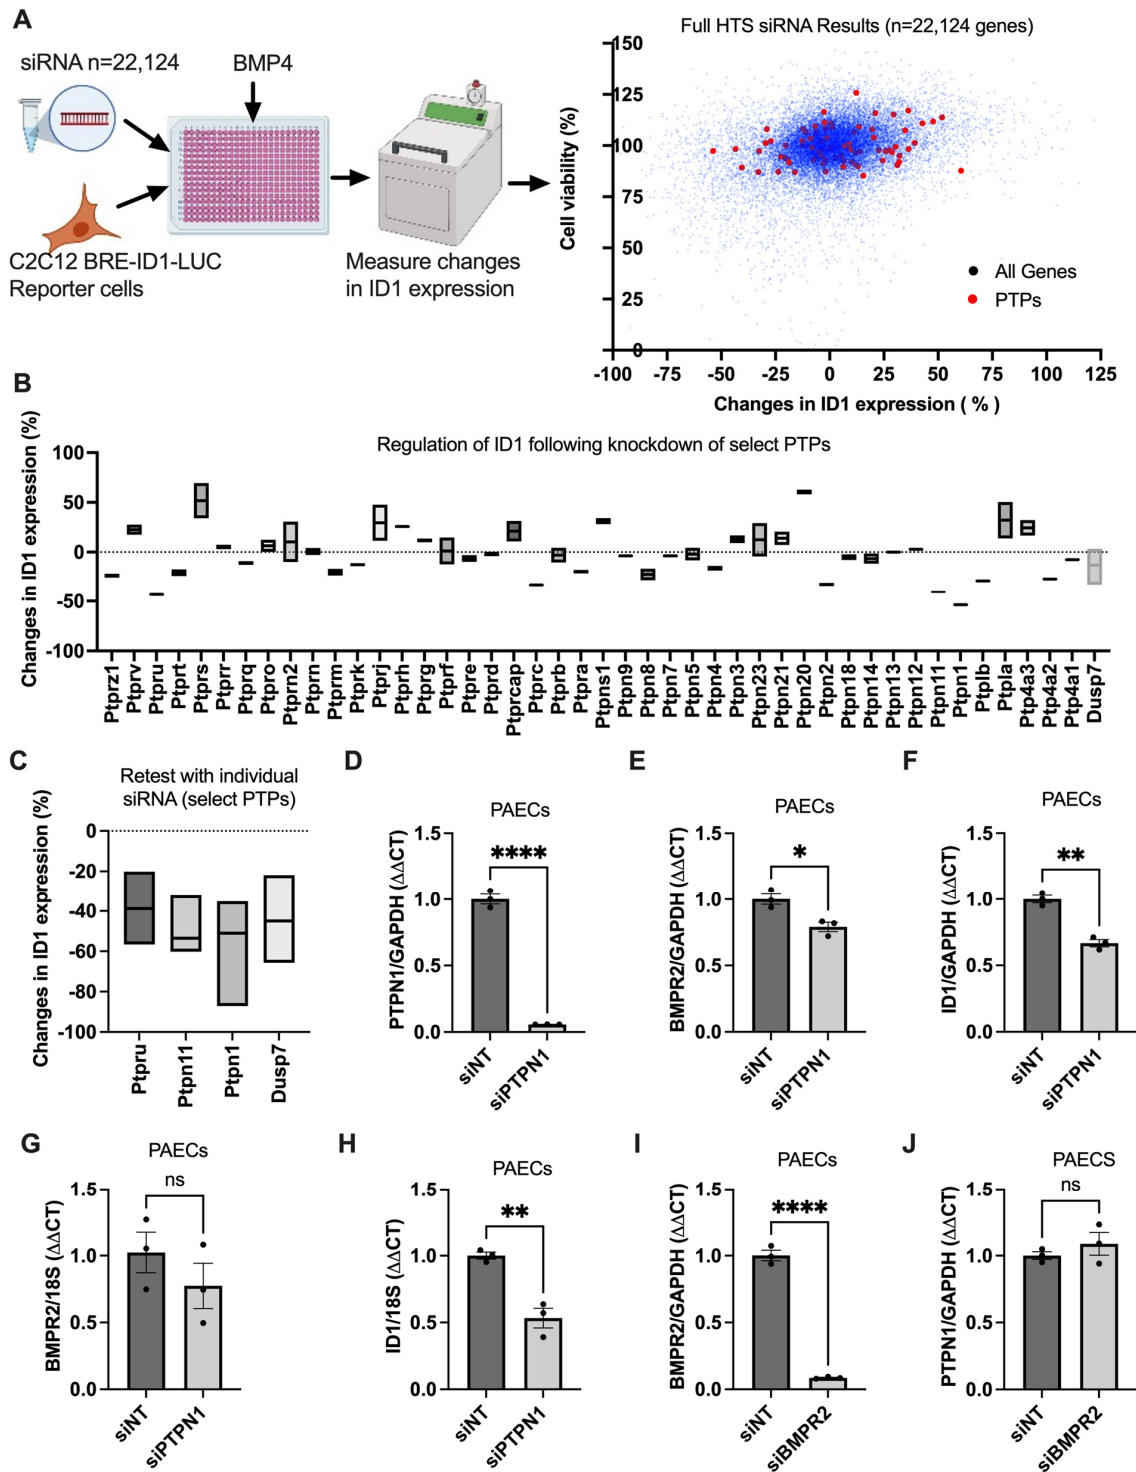 A
siRNA n=22,124
BMP4
C2C12 BRE-ID1-LUC
Reporter cells
Measure changes
in ID1 expression
Full HTS siRNA Results (n=22,124 genes)
Cell viability (%)
150
125
100
75
50
25
0
All Genes
PTPs
-100 -75 -50 -25 0 25 50 75 100 125
Changes in ID1 expression ( % )
B
Regulation of ID1 following knockdown of select PTPs
Changes in ID1 expression (%)
100
50
0
-50
-100
Ptprz1
Ptprv
Ptpru
Ptprt
Ptprs
Ptprr
Ptprq
Ptpro
Ptprn2
Ptprn
Ptprm
Ptprk
Ptprj
Ptprh
Ptprg
Ptprf
Ptpre
Ptprd
Ptprcap
Ptprc
Ptprb
Ptpra
Ptpns1
Ptpn9
Ptpn8
Ptpn7
Ptpn5
Ptpn4
Ptpn3
Ptpn23
Ptpn21
Ptpn20
Ptpn2
Ptpn18
Ptpn14
Ptpn13
Ptpn12
Ptpn11
Ptpn1
Ptplb
Ptpla
Ptp4a3
Ptp4a2
Ptp4a1
Dusp7
C
Retest with individual
siRNA (select PTPs)
Changes in ID1 expression (%)
0
-20
-40
-60
-80
-100
Ptpru
Ptpn11
Ptpn1
Dusp7
D
PAECs
PTPN1/GAPDH (ΔΔCT)
1.5
1.0
0.5
0.0
****
siNT
siPTPN1
E
PAECs
BMPR2/GAPDH (ΔΔCT)
1.5
1.0
0.5
0.0
*
siNT
siPTPN1
F
PAECs
ID1/GAPDH (ΔΔCT)
1.5
1.0
0.5
0.0
**
siNT
siPTPN1
G
PAECs
BMPR2/18S (ΔΔCT)
1.5
1.0
0.5
0.0
ns
siNT
siPTPN1
H
PAECs
ID1/18S (ΔΔCT)
1.5
1.0
0.5
0.0
**
siNT
siPTPN1
I
PAECs
BMPR2/GAPDH (ΔΔCT)
1.5
1.0
0.5
0.0
****
siNT
siBMPR2
J
PAECS
PTPN1/GAPDH (ΔΔCT)
1.5
1.0
0.5
0.0
ns
siNT
siBMPR2